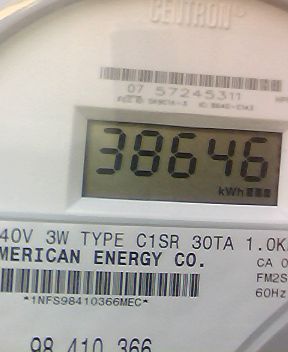 CENTRON
07 57245311
38646
kWh
40V 3W TYPE C1SR 30TA 1.0K
MERICAN ENERGY CO.
CA 0
FM2S
60Hz
*1NFS98410366MEC*
98 410 366